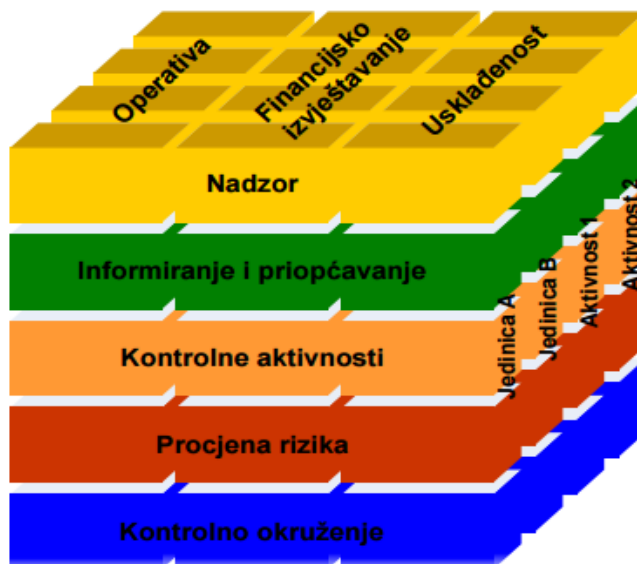 Operativa
Financijsko
izvještavanje
Usklađenost
Nadzor
Informiranje i priopćavanje
Kontrolne aktivnosti
Procjena rizika
Kontrolno okruženje
Jedinica A
Jedinica B
Aktivnost 1
Aktivnost 2